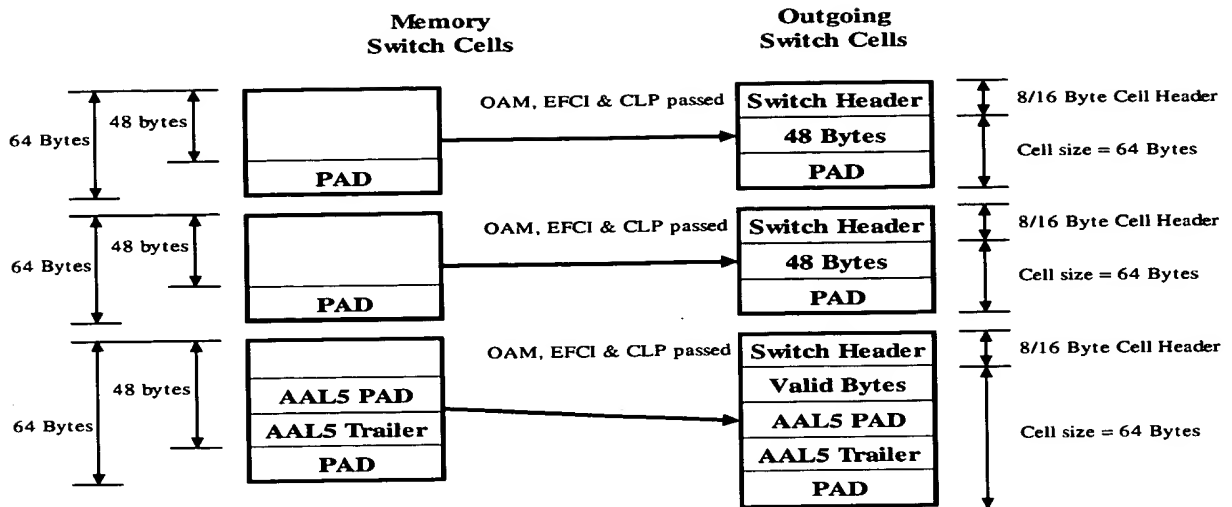 Memory
Switch Cells
Outgoing
Switch Cells
64 Bytes
48 bytes
PAD
OAM, EFCI & CLP passed
Switch Header
48 Bytes
PAD
8/16 Byte Cell Header
Cell size = 64 Bytes
64 Bytes
48 bytes
PAD
OAM, EFCI & CLP passed
Switch Header
48 Bytes
PAD
8/16 Byte Cell Header
Cell size = 64 Bytes
64 Bytes
48 bytes
AAL5 PAD
AAL5 Trailer
PAD
OAM, EFCI & CLP passed
Switch Header
Valid Bytes
AAL5 PAD
AAL5 Trailer
PAD
8/16 Byte Cell Header
Cell size = 64 Bytes